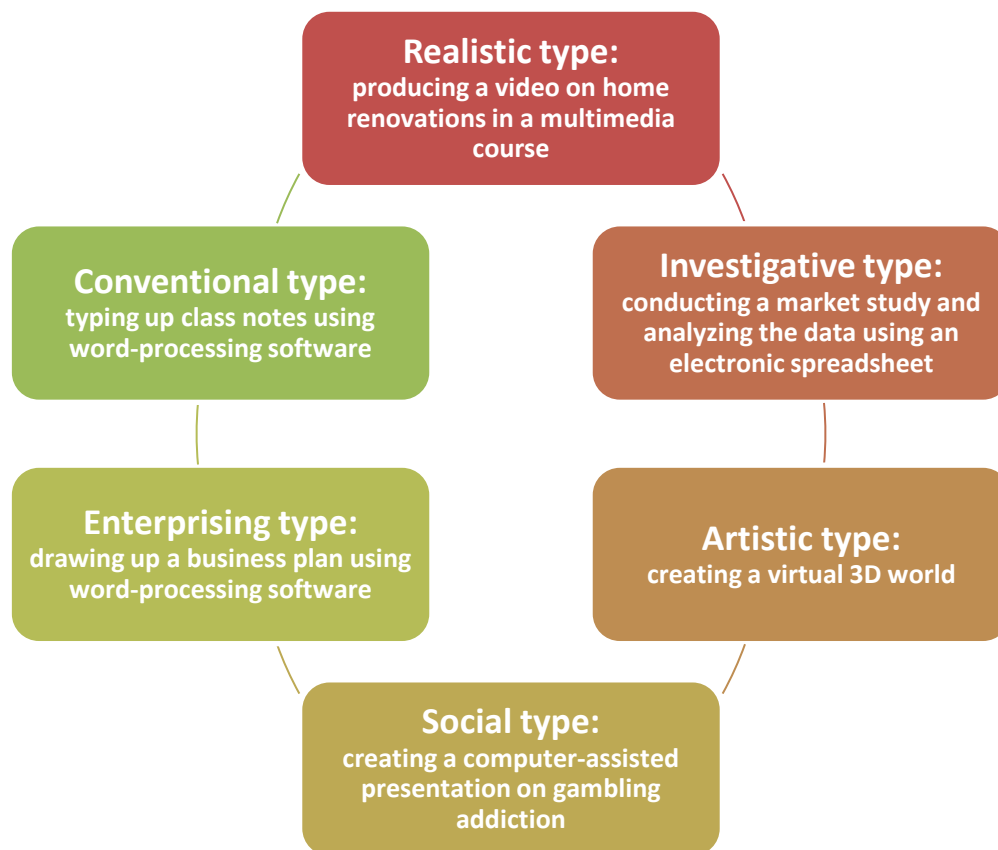 Realistic type:
producing a video on home
renovations in a multimedia
course
Investigative type:
conducting a market study and
analyzing the data using an
electronic spreadsheet
Artistic type:
creating a virtual 3D world
Social type:
creating a computer-assisted
presentation on gambling
addiction
Enterprising type:
drawing up a business plan using
word-processing software
Conventional type:
typing up class notes using
word-processing software